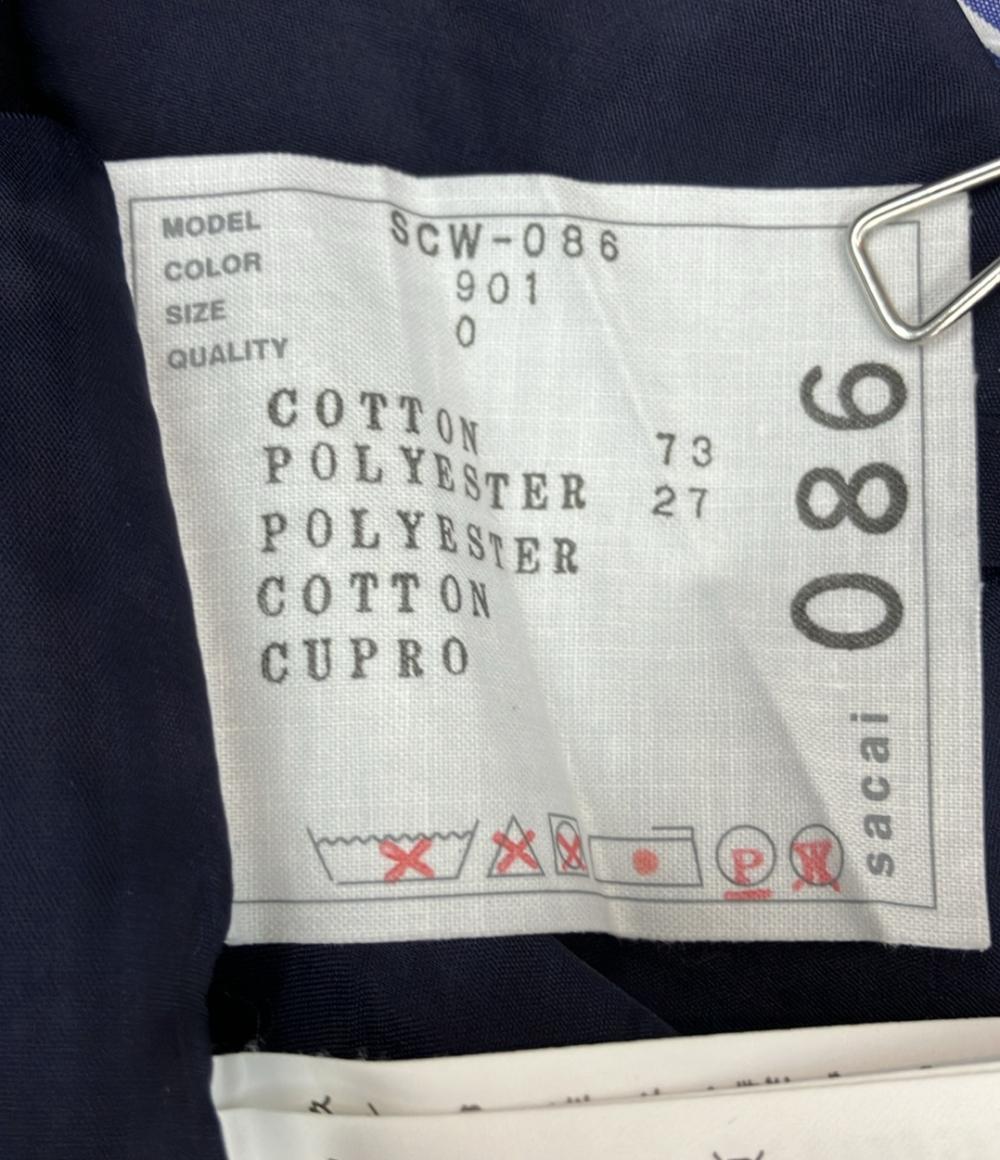 MODEL SCW-086
COLOR 901
SIZE 0
QUALITY
COTTON 73
POLYESTER 27
POLYESTER
COTTON
CUPRO
P
W
086
sacai